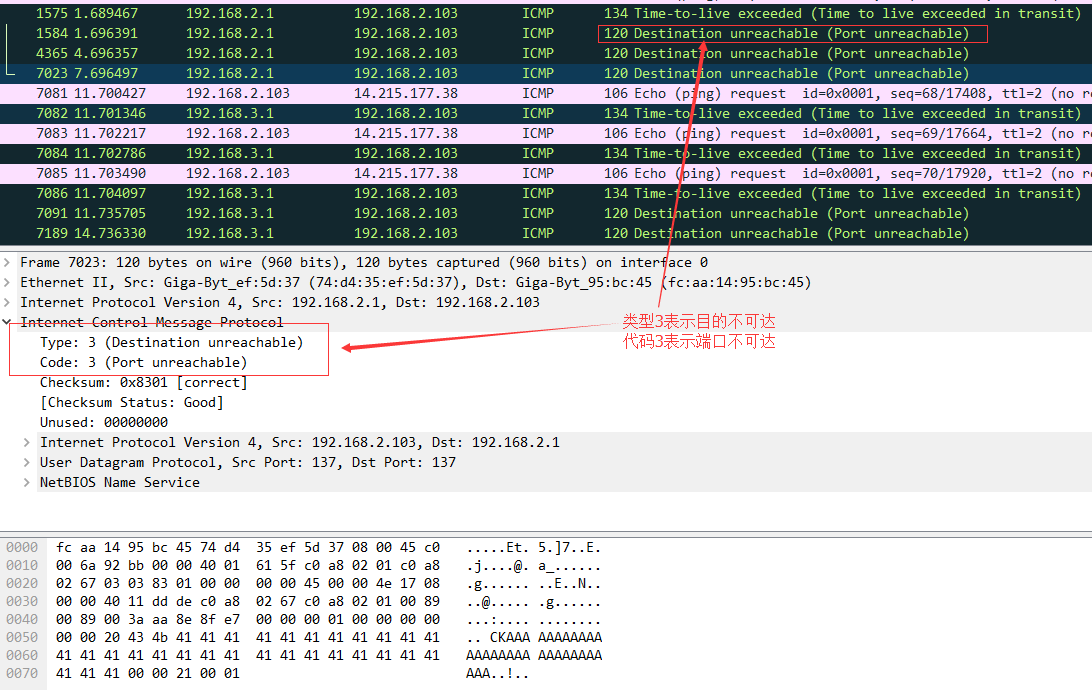 1575 1.689467 192.168.2.1 192.168.2.103 ICMP 134 Time-to-live exceeded (Time to live exceeded in transit)
1584 1.696391 192.168.2.1 192.168.2.103 ICMP 120 Destination unreachable (Port unreachable)
4365 4.696357 192.168.2.1 192.168.2.103 ICMP 120 Destination unreachable (Port unreachable)
7023 7.696497 192.168.2.1 192.168.2.103 ICMP 120 Destination unreachable (Port unreachable)
7081 11.700427 192.168.2.103 14.215.177.38 ICMP 106 Echo (ping) request id=0x0001, seq=68/17408, ttl=2 (no re
7082 11.701346 192.168.3.1 192.168.2.103 ICMP 134 Time-to-live exceeded (Time to live exceeded in transit)
7083 11.702217 192.168.2.103 14.215.177.38 ICMP 106 Echo (ping) request id=0x0001, seq=69/17664, ttl=2 (no re
7084 11.702786 192.168.3.1 192.168.2.103 ICMP 134 Time-to-live exceeded (Time to live exceeded in transit)
7085 11.703490 192.168.2.103 14.215.177.38 ICMP 106 Echo (ping) request id=0x0001, seq=70/17920, ttl=2 (no re
7086 11.704097 192.168.3.1 192.168.2.103 ICMP 134 Time-to-live exceeded (Time to live exceeded in transit)
7091 11.735705 192.168.3.1 192.168.2.103 ICMP 120 Destination unreachable (Port unreachable)
7189 14.736330 192.168.3.1 192.168.2.103 ICMP 120 Destination unreachable (Port unreachable)
Frame 7023: 120 bytes on wire (960 bits), 120 bytes captured (960 bits) on interface 0
Ethernet II, Src: Giga-Byt_ef:5d:37 (74:d4:35:ef:5d:37), Dst: Giga-Byt_95:bc:45 (fc:aa:14:95:bc:45)
Internet Protocol Version 4, Src: 192.168.2.1, Dst: 192.168.2.103
Internet Control Message Protocol
类型3表示目的不可达
Type: 3 (Destination unreachable)
代码3表示端口不可达
Code: 3 (Port unreachable)
Checksum: 0x8301 [correct]
[Checksum Status: Good]
Unused: 00000000
Internet Protocol Version 4, Src: 192.168.2.103, Dst: 192.168.2.1
User Datagram Protocol, Src Port: 137, Dst Port: 137
NetBIOS Name Service
0000 fc aa 14 95 bc 45 74 d4 35 ef 5d 37 08 00 45 c0 .....Et. 5.]7..E.
0010 00 6a 92 bb 00 00 40 01 61 5f c0 a8 02 01 c0 a8 .j....@. a_......
0020 02 67 03 03 83 01 00 00 00 00 45 00 00 4e 17 08 .g...... ..E..N..
0030 00 00 40 11 dd de c0 a8 02 67 c0 a8 02 01 00 89 ..@..... .g......
0040 00 89 00 3a aa 8e 8f e7 00 00 00 01 00 00 00 00 ...:.... ........
0050 00 00 20 43 4b 41 41 41 41 41 41 41 41 41 41 41 .. CKAAA AAAAAAAA
0060 41 41 41 41 41 41 41 41 41 41 41 41 41 41 41 41 AAAAAAAA AAAAAAAA
0070 41 41 41 00 00 21 00 01 AAA..!..